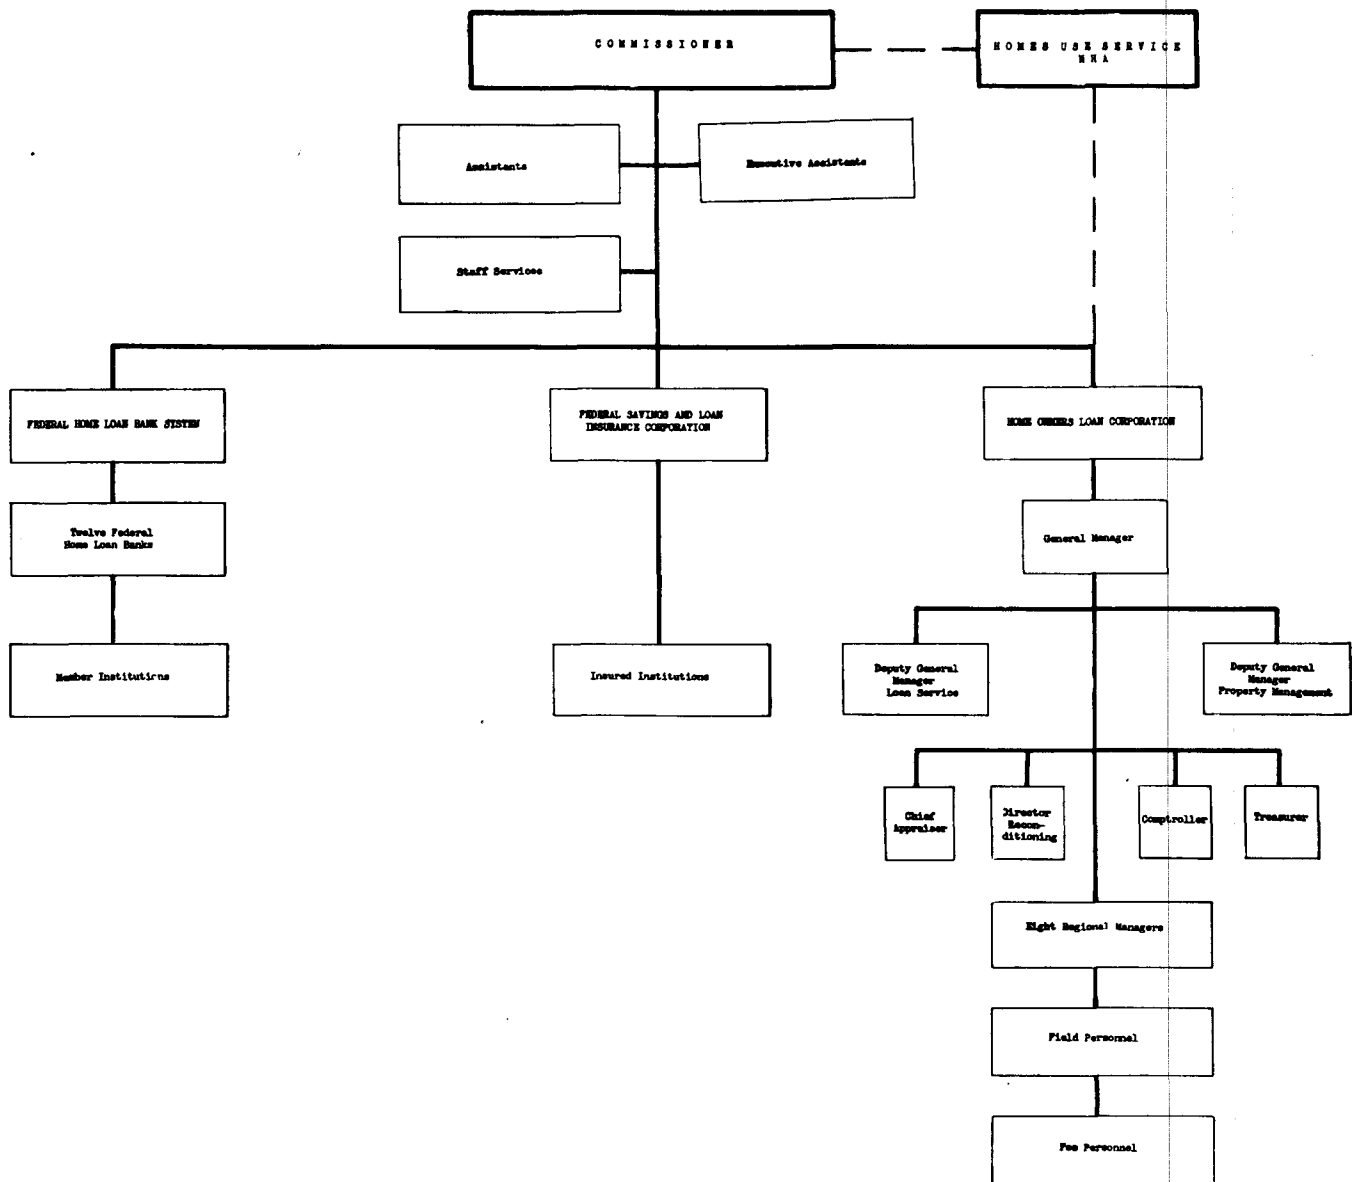 COMMISSIONER
HOMES USE SERVICE
NHA
Assistants
Executive Assistants
Staff Services
FEDERAL HOME LOAN BANK SYSTEM
FEDERAL SAVINGS AND LOAN
INSURANCE CORPORATION
HOME OWNERS LOAN CORPORATION
Twelve Federal
Home Loan Banks
General Manager
Member Institutions
Insured Institutions
Deputy General
Manager
Loan Service
Deputy General
Manager
Property Management
Chief
Appraiser
Director
Recon-
ditioning
Comptroller
Treasurer
Eight Regional Managers
Field Personnel
Fee Personnel